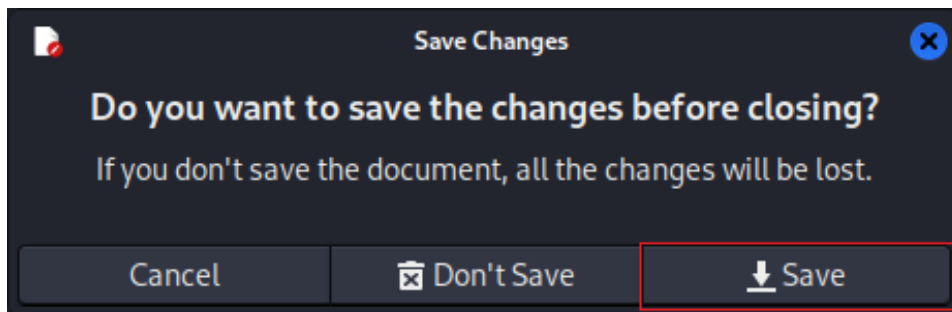 Save Changes
Do you want to save the changes before closing?
If you don't save the document, all the changes will be lost.
Cancel
Don't Save
Save